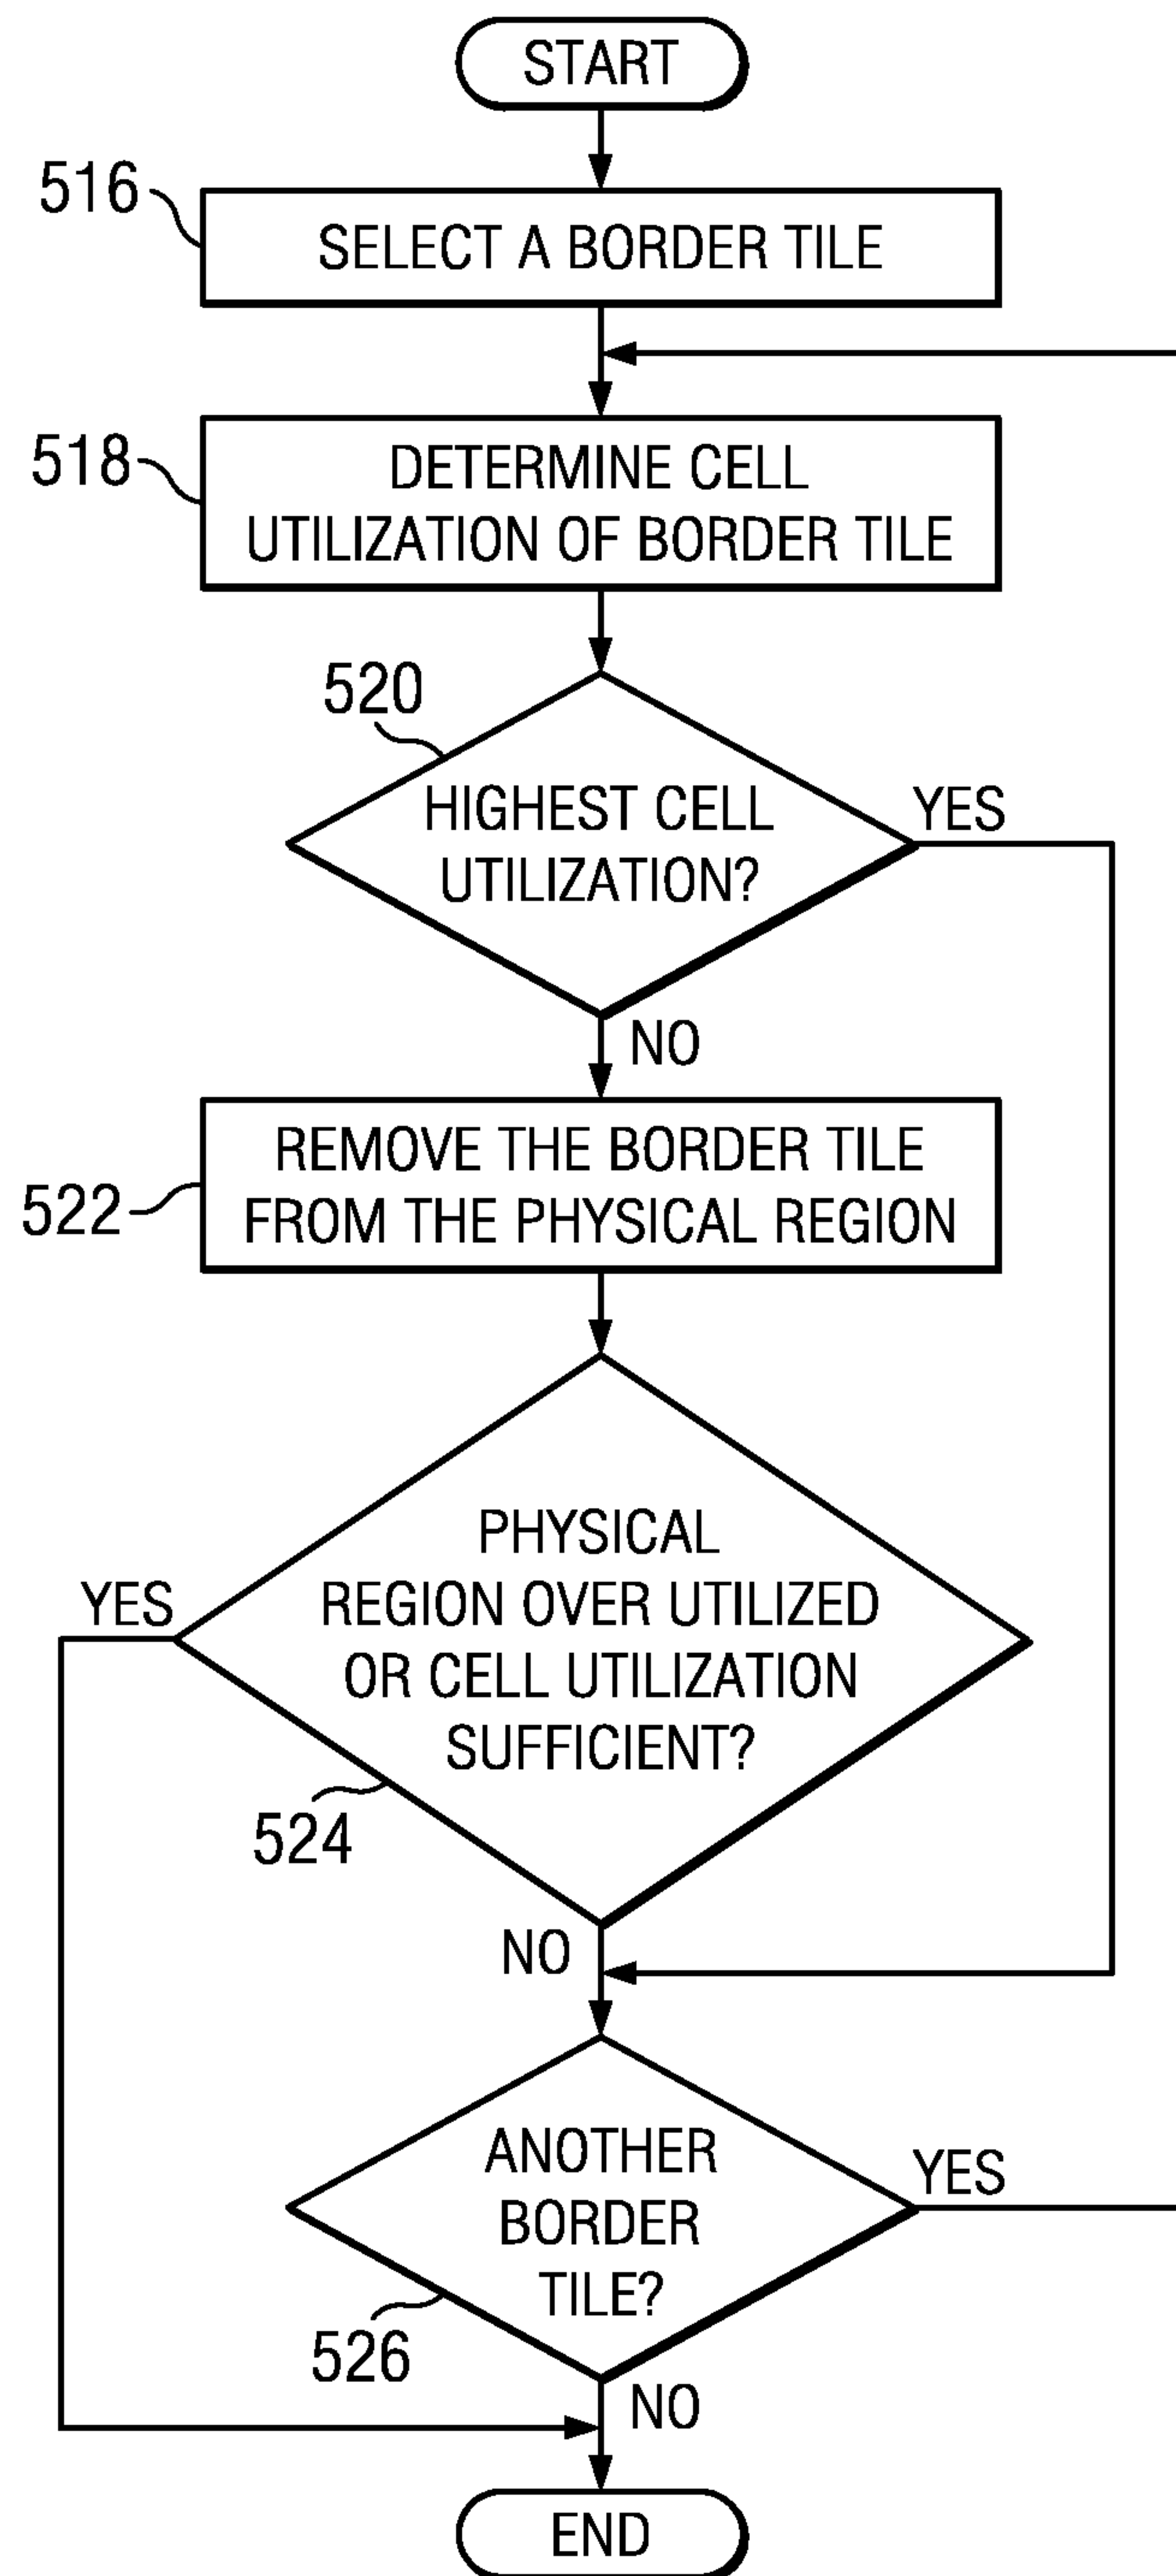 START
516
SELECT A BORDER TILE
518
DETERMINE CELL
UTILIZATION OF BORDER TILE
520
HIGHEST CELL
UTILIZATION?
YES
NO
522
REMOVE THE BORDER TILE
FROM THE PHYSICAL REGION
PHYSICAL
REGION OVER UTILIZED
OR CELL UTILIZATION
SUFFICIENT?
YES
524
NO
ANOTHER
BORDER
TILE?
YES
526
NO
END